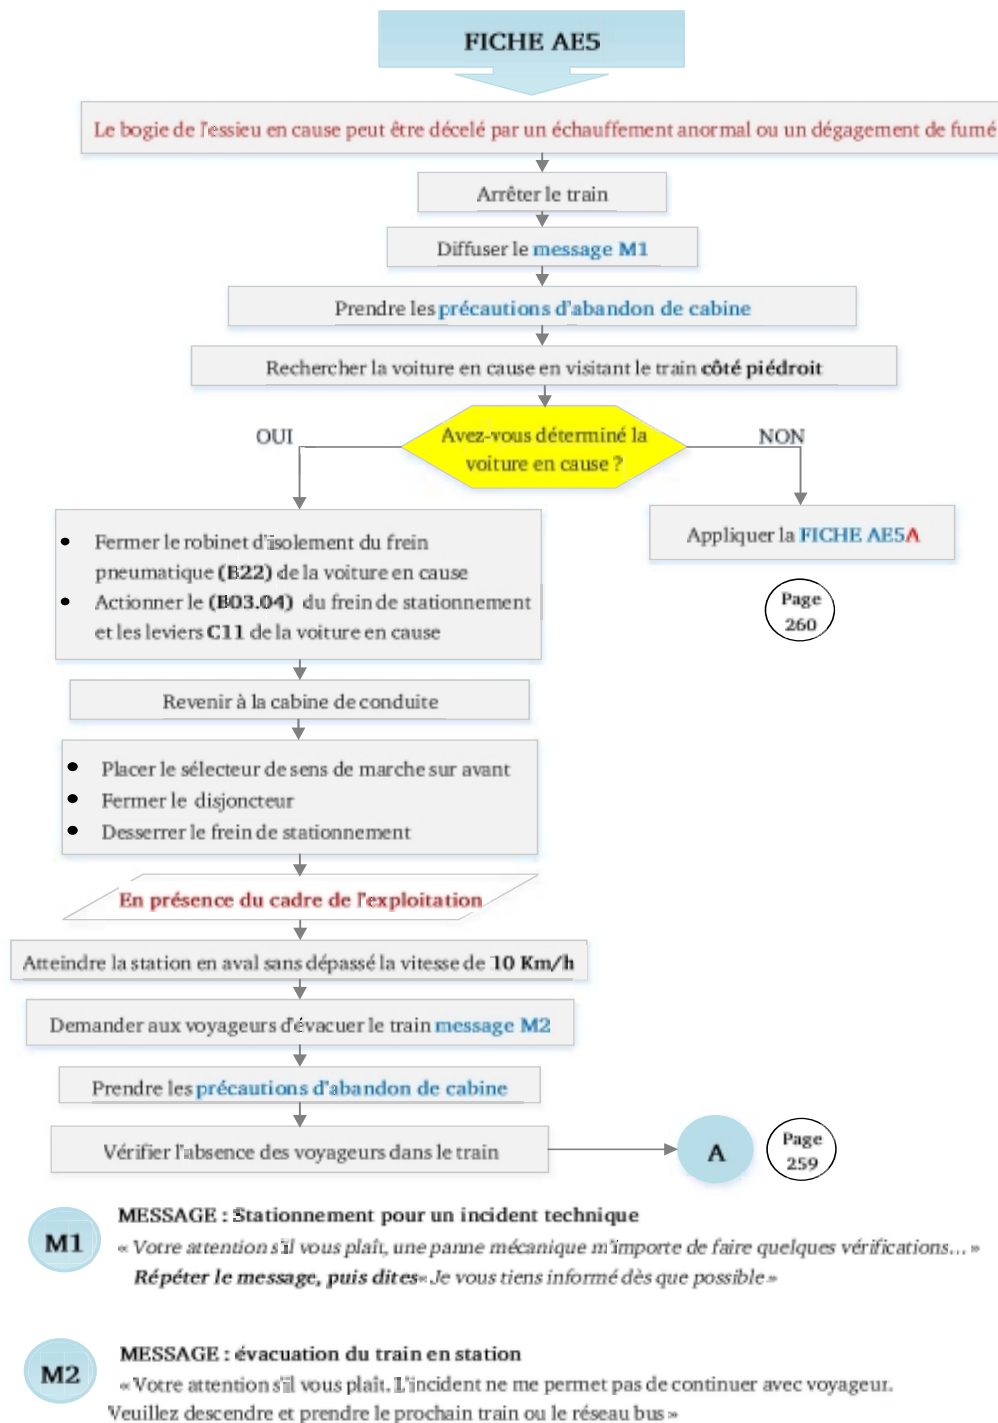 FICHE AE5
Le bogie de l'essieu en cause peut être décelé par un échauffement anormal ou un dégagement de fumé
Arrêter le train
Diffuser le message M1
Prendre les précautions d'abandon de cabine
Rechercher la voiture en cause en visitant le train côté piédroit
OUI
Avez-vous déterminé la
voiture en cause ?
NON
• Fermer le robinet d'isolement du frein
pneumatique (B22) de la voiture en cause
• Actionner le (B03.04) du frein de stationnement
et les leviers C11 de la voiture en cause
Appliquer la FICHE AE5A
Page
260
Revenir à la cabine de conduite
• Placer le sélecteur de sens de marche sur avant
• Fermer le disjoncteur
• Desserrer le frein de stationnement
En présence du cadre de l'exploitation
Atteindre la station en aval sans dépassé la vitesse de 10 Km/h
Demander aux voyageurs d'évacuer le train message M2
Prendre les précautions d'abandon de cabine
Vérifier l'absence des voyageurs dans le train
A
Page
259
M1
MESSAGE : Stationnement pour un incident technique
« Votre attention s'il vous plaît, une panne mécanique m'importe de faire quelques vérifications... »
Répéter le message, puis dites « Je vous tiens informé dès que possible »
M2
MESSAGE : évacuation du train en station
« Votre attention s'il vous plaît. L'incident ne me permet pas de continuer avec voyageur.
Veuillez descendre et prendre le prochain train ou le réseau bus »